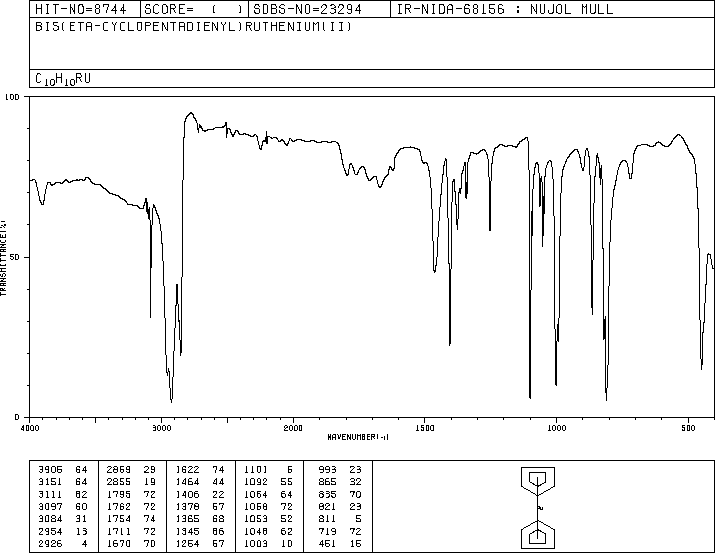 HIT-NO=8744 SCORE= ( ) SDBS-NO=23294 IR-NIDA-68156 : NUJOL MULL
BIS(ETA-CYCLOPENTADIENYL)RUTHENIUM(II)
C10H10RU
100
50
0
TRANSMITTANCE(%)
4000 3000 2000 1500 1000 500
WAVENUMBER(-1)
3905 64 2869 29 1622 74 1101 5 993 23
3151 64 2855 19 1464 44 1092 55 865 32
3111 62 1795 72 1406 22 1064 64 835 70
3097 60 1762 72 1378 57 1058 72 821 23
3084 31 1754 74 1365 68 1053 52 811 5
2954 13 1711 72 1345 66 1048 62 719 72
2926 4 1670 70 1254 57 1003 10 451 15